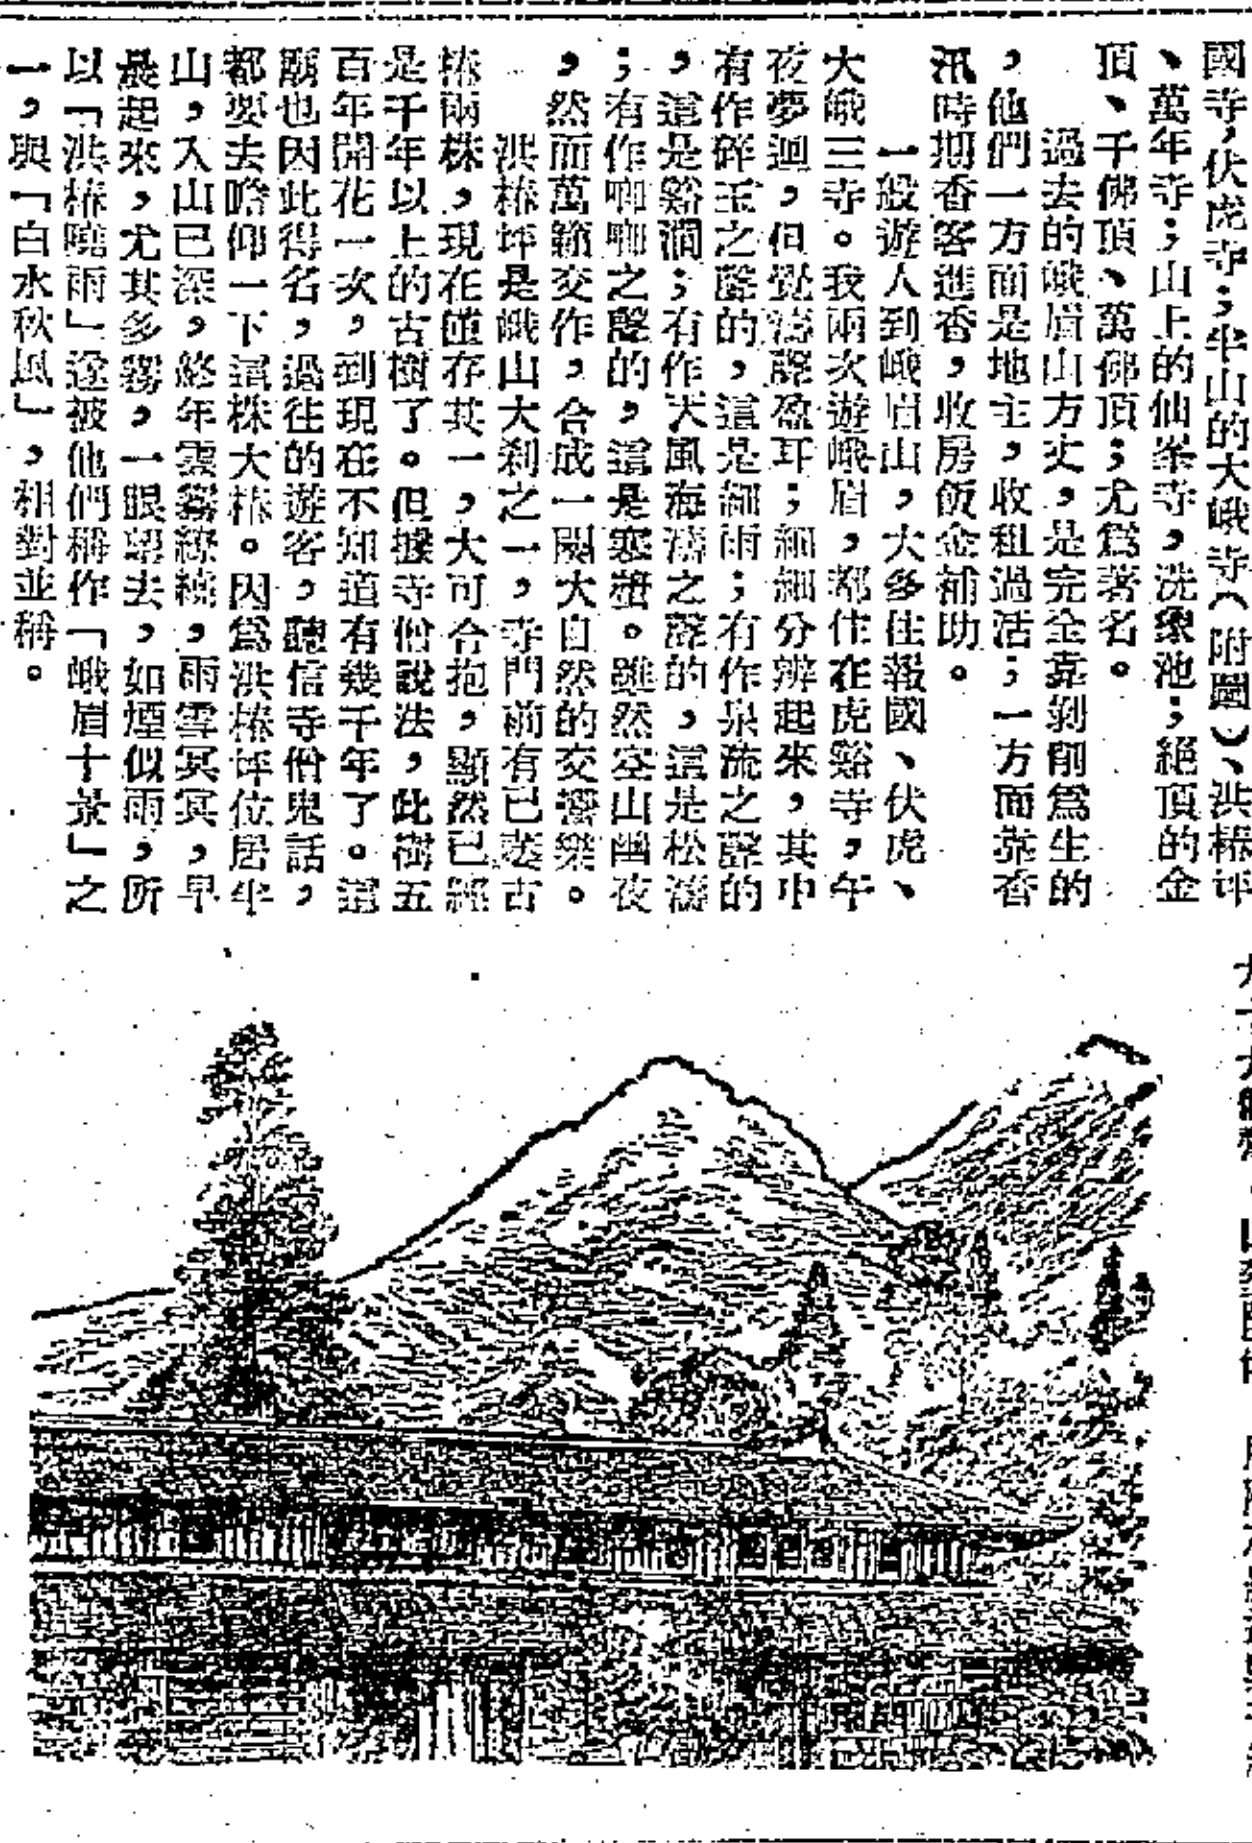 國寺,伏虎寺;半山的大峨寺(附圖)、洪椿坪
、萬年寺;山上的仙峯寺,洗象池;絕頂的金
頂、千佛頂、萬佛頂;尤爲著名。
過去的峨眉山方丈,是完全靠剝削爲生的
,他們一方面是地主,收租過活;一方面靠香
汛時期香客進香,收房飯金補助。
一般遊人到峨眉山,大多住報國、伏虎、
大峨三寺。我兩次遊峨眉,都住在虎谿寺,午
夜夢迴,但覺濤聲盈耳;細細分辨起來,其中
有作碎玉之聲的,這是細雨;有作泉流之聲的
,這是谿澗;有作天風海濤之聲的,這是松濤
;有作唧唧之聲的,這是寒螿。雖然空山幽夜
,然而萬籟交作,合成一闋大自然的交響樂。
洪椿坪是峨山大刹之一,寺門前有已老古
椿兩株,現在僅存其一,大可合抱,顯然已經
是千年以上的古樹了。但據寺僧說法,此樹五
百年開花一次,到現在不知道有幾千年了。這
廟也因此得名,過往的遊客,聽信寺僧鬼話,
都要去瞻仰一下這株大椿。因爲洪椿坪位居半
山,入山已深,終年雲霧繚繞,雨雪冥冥,早
晨起來,尤其多霧,一眼望去,如煙似雨,所
以「洪椿曉雨」遂被他們稱作「峨眉十景」之
一,與「白水秋風」,相對並稱。